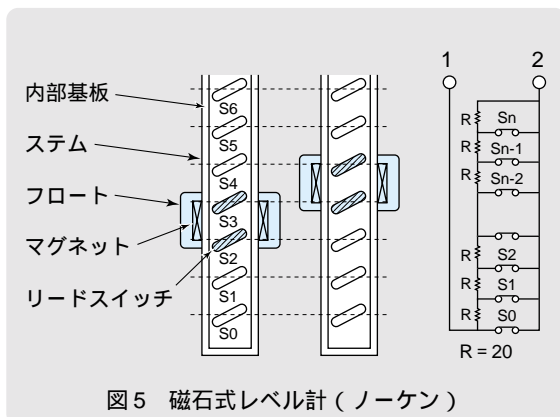 内部基板
ステム
フロート
マグネット
リードスイッチ
S6
S5
S4
S3
S2
S1
S0
1
2
R
Sn
R
Sn-1
R
Sn-2
R
S2
R
S1
R
S0
R = 20
図5 磁石式レベル計(ノーケン)